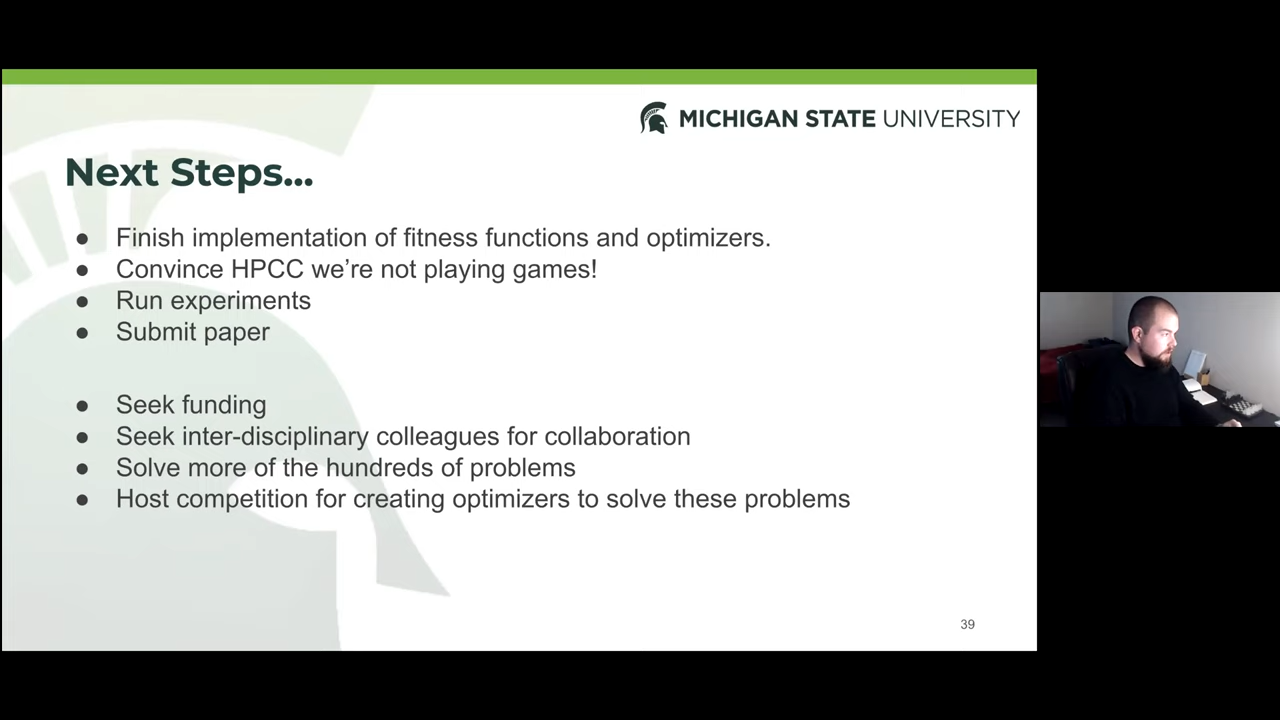 MICHIGAN STATE UNIVERSITY
Next Steps...
● Finish implementation of fitness functions and optimizers.
● Convince HPCC we're not playing games!
● Run experiments
● Submit paper
● Seek funding
● Seek inter-disciplinary colleagues for collaboration
● Solve more of the hundreds of problems
● Host competition for creating optimizers to solve these problems
39